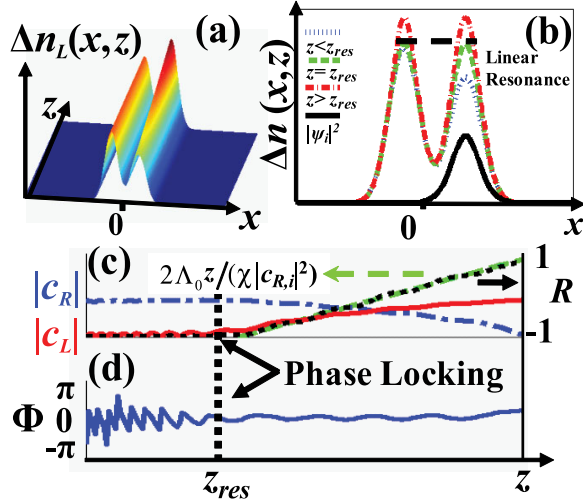 Δn_L(x,z)
(a)
z
0
x
(b)
Δn (x,z)
z<z_res
z=z_res
z>z_res
|ψ_i|^2
Linear
Resonance
0
x
(c)
2Λ_0z/(χ|c_{R,i}|^2)
|c_R|
|c_L|
1
R
-1
Phase Locking
(d)
π
Φ 0
-π
z_res
z